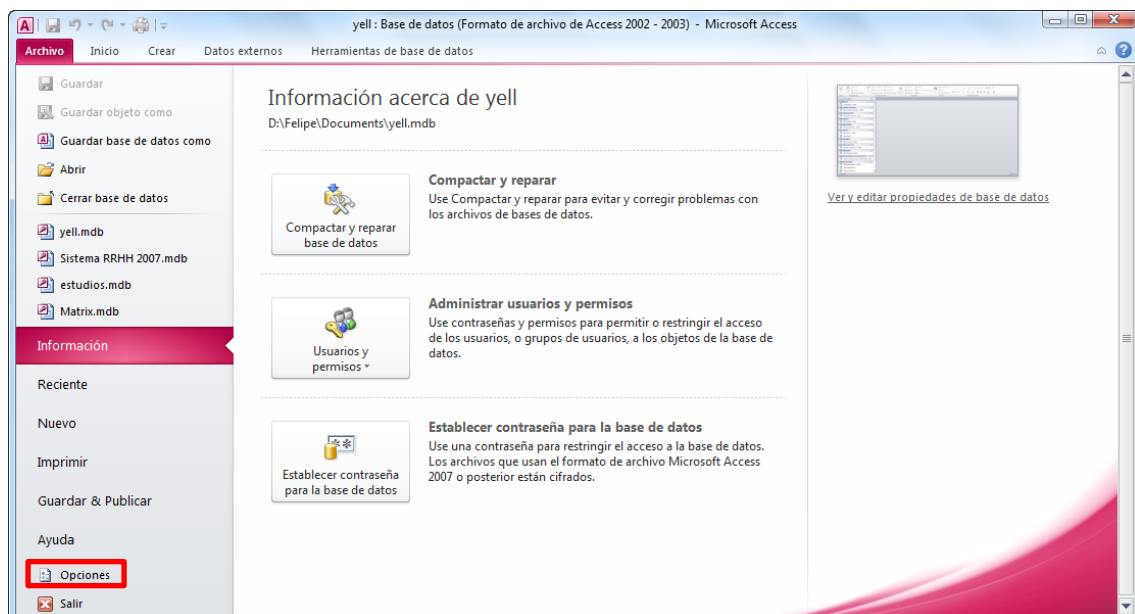 yell : Base de datos (Formato de archivo de Access 2002 - 2003) - Microsoft Access
Archivo Inicio Crear Datos externos Herramientas de base de datos
Guardar
Guardar objeto como
Guardar base de datos como
Abrir
Cerrar base de datos
yell.mdb
Sistema RRHH 2007.mdb
estudios.mdb
Matrix.mdb
Información
Reciente
Nuevo
Imprimir
Guardar & Publicar
Ayuda
Opciones
Salir
Información acerca de yell
D:\Felipe\Documents\yell.mdb
Compactar y reparar
base de datos
Compactar y reparar
Use Compactar y reparar para evitar y corregir problemas con
los archivos de bases de datos.
Usuarios y
permisos
Administrar usuarios y permisos
Use contraseñas y permisos para permitir o restringir el acceso
de los usuarios, o grupos de usuarios, a los objetos de la base de
datos.
Establecer contraseña
para la base de datos
Establecer contraseña para la base de datos
Use una contraseña para restringir el acceso a la base de datos.
Los archivos que usan el formato de archivo Microsoft Access
2007 o posterior están cifrados.
Ver y editar propiedades de base de datos